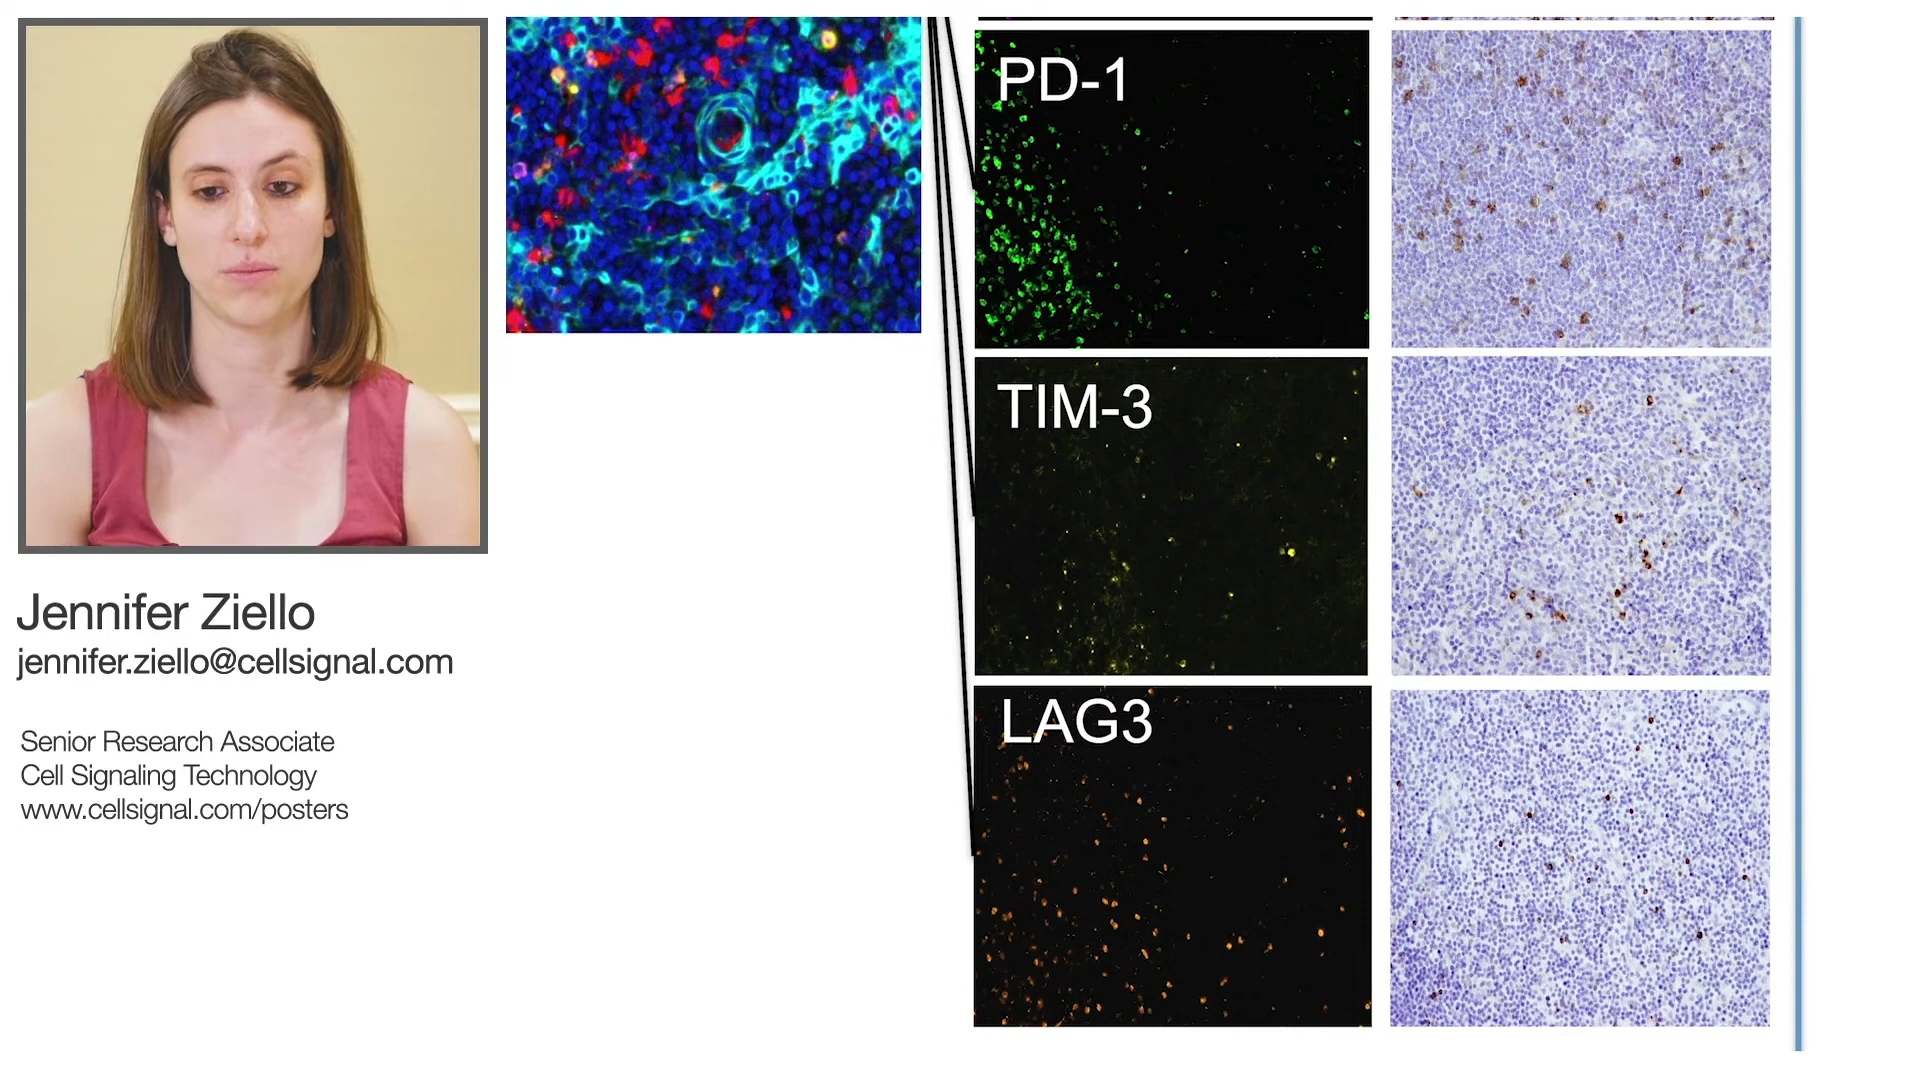 Jennifer Ziello
jennifer.ziello@cellsignal.com
Senior Research Associate
Cell Signaling Technology
www.cellsignal.com/posters
PD-1
TIM-3
LAG3